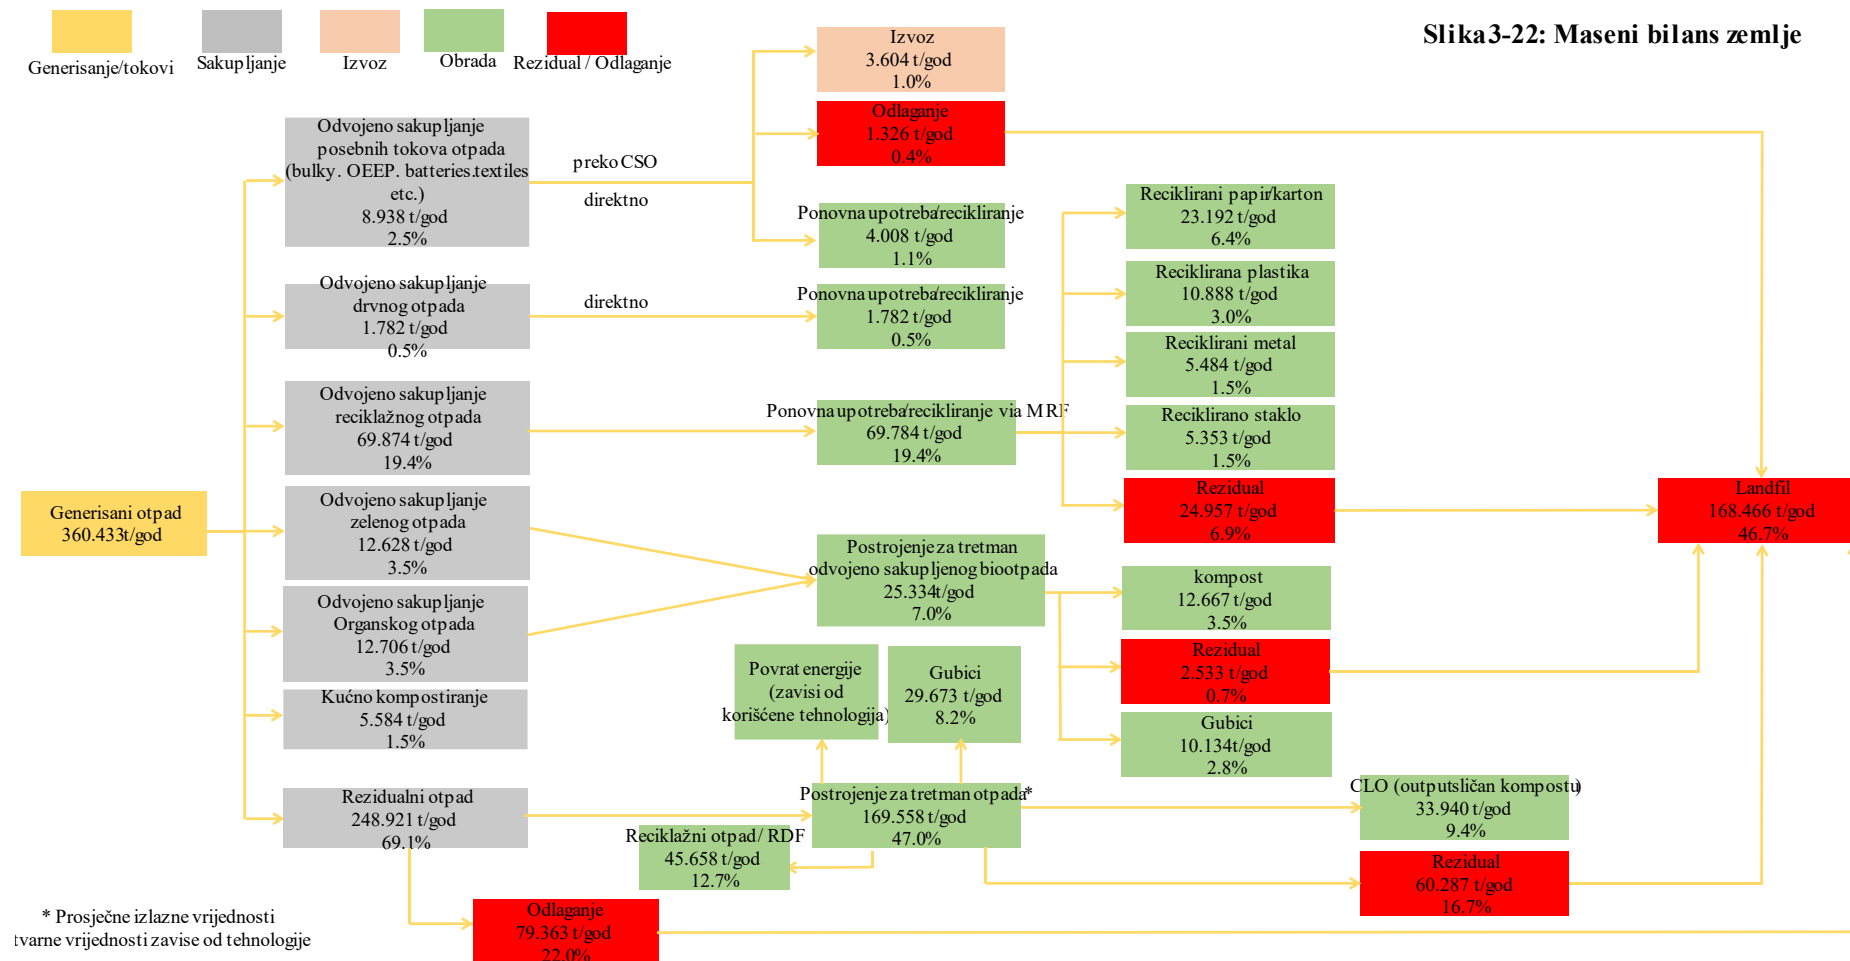 Slika 3-22: Maseni bilans zemlje
Generisanje/tokovi
Sakupljanje
Izvoz
Obrada
Rezidual / Odlaganje
Generisani otpad
360.433t/god
Odvojeno sakupljanje
posebnih tokova otpada
(bulky. OEEP. batteries.textiles
etc.)
8.938 t/god
2.5%
Odvojeno sakupljanje
drvnog otpada
1.782 t/god
0.5%
Odvojeno sakupljanje
reciklažnog otpada
69.874 t/god
19.4%
Odvojeno sakupljanje
zelenog otpada
12.628 t/god
3.5%
Odvojeno sakupljanje
Organskog otpada
12.706 t/god
3.5%
Kućno kompostiranje
5.584 t/god
1.5%
Rezidualni otpad
248.921 t/god
69.1%
preko CSO
direktno
direktno
Izvoz
3.604 t/god
1.0%
Odlaganje
1.326 t/god
0.4%
Ponovna upotreba/recikliranje
4.008 t/god
1.1%
Ponovna upotreba/recikliranje
1.782 t/god
0.5%
Ponovna upotreba/recikliranje via MRF
69.784 t/god
19.4%
Postrojenje za tretman
odvojeno sakupljenog biootpada
25.334t/god
7.0%
Povrat energije
(zavisi od
korišćene tehnologija)
Gubici
29.673 t/god
8.2%
Postrojenje za tretman otpada*
169.558 t/god
47.0%
Reciklažni otpad/ RDF
45.658 t/god
12.7%
Odlaganje
79.363 t/god
22.0%
Reciklirani papir/karton
23.192 t/god
6.4%
Reciklirana plastika
10.888 t/god
3.0%
Reciklirani metal
5.484 t/god
1.5%
Reciklirano staklo
5.353 t/god
1.5%
Rezidual
24.957 t/god
6.9%
kompost
12.667 t/god
3.5%
Rezidual
2.533 t/god
0.7%
Gubici
10.134t/god
2.8%
CLO (outputsličan kompostu)
33.940 t/god
9.4%
Rezidual
60.287 t/god
16.7%
Landfil
168.466 t/god
46.7%
* Prosječne izlazne vrijednosti
tvarne vrijednosti zavise od tehnologije